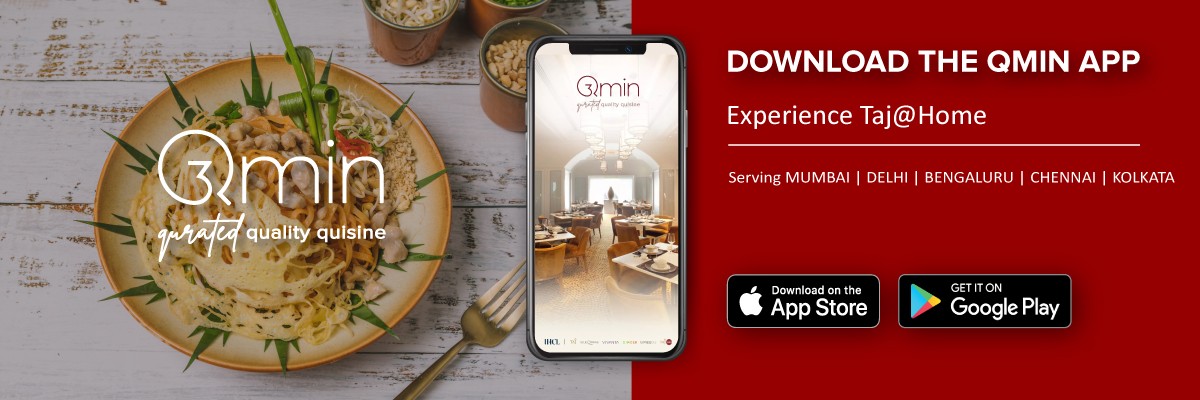 Qmin
qurated quality quisine
Qmin
qurated quality quisine
IHCL
DOWNLOAD THE QMIN APP
Experience Taj@Home
Serving MUMBAI | DELHI | BENGALURU | CHENNAI | KOLKATA
Download on the
App Store
GET IT ON
Google Play